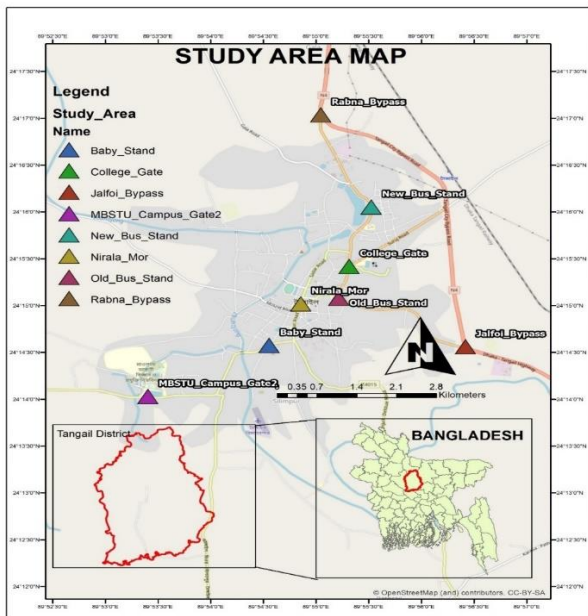 89°52'30"E 89°53'0"E 89°53'30"E 89°54'0"E 89°54'30"E 89°55'0"E 89°55'30"E 89°56'0"E 89°56'30"E 89°57'0"E
STUDY AREA MAP
24°17'30"N
24°17'0"N
24°16'30"N
24°16'0"N
24°15'30"N
24°15'0"N
24°14'30"N
24°14'0"N
24°13'30"N
24°13'0"N
24°12'30"N
24°12'0"N
Legend
Study_Area
Name
Baby_Stand
College_Gate
Jalfoi_Bypass
MBSTU_Campus_Gate2
New_Bus_Stand
Nirala_Mor
Old_Bus_Stand
Rabna_Bypass
Rabna_Bypass
New_Bus_Stand
College_Gate
Nirala_Mor
Old_Bus_Stand
Baby_Stand
Jalfoi_Bypass
MBSTU_Campus_Gate2
N
0 0.35 0.7 1.4 2.1 2.8
Kilometers
Tangail District
BANGLADESH
© OpenStreetMap (and) contributors, CC-BY-SA